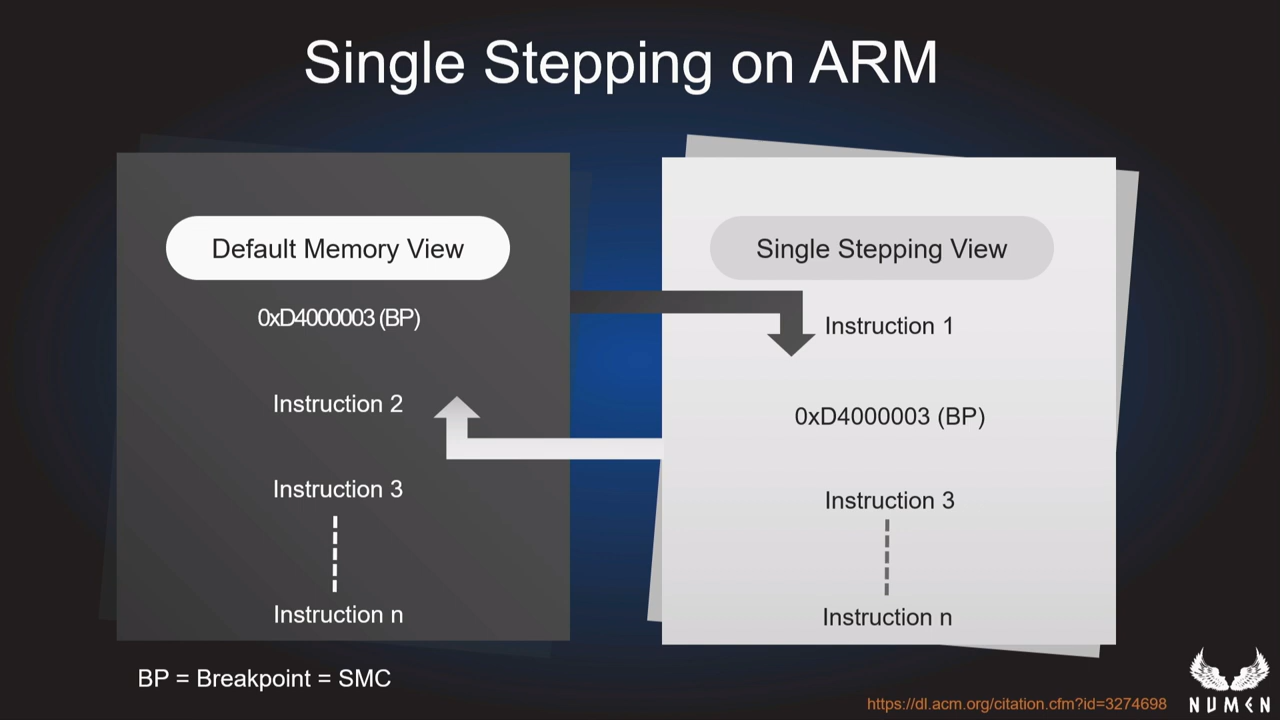 Single Stepping on ARM
Default Memory View
0xD4000003 (BP)
Instruction 2
Instruction 3
Instruction n
Single Stepping View
Instruction 1
0xD4000003 (BP)
Instruction 3
Instruction n
BP = Breakpoint = SMC
https://dl.acm.org/citation.cfm?id=3274698
NUMEN